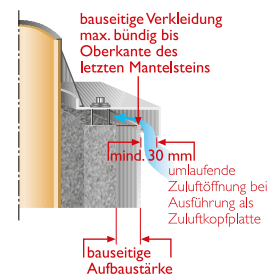 bauseitige Verkleidung
max. bündig bis
Oberkante des
letzten Mantelsteins
mind. 30 mm
umlaufende
Zuluftöffnung bei
Ausführung als
Zuluftkopfplatte
bauseitige
Aufbaustärke